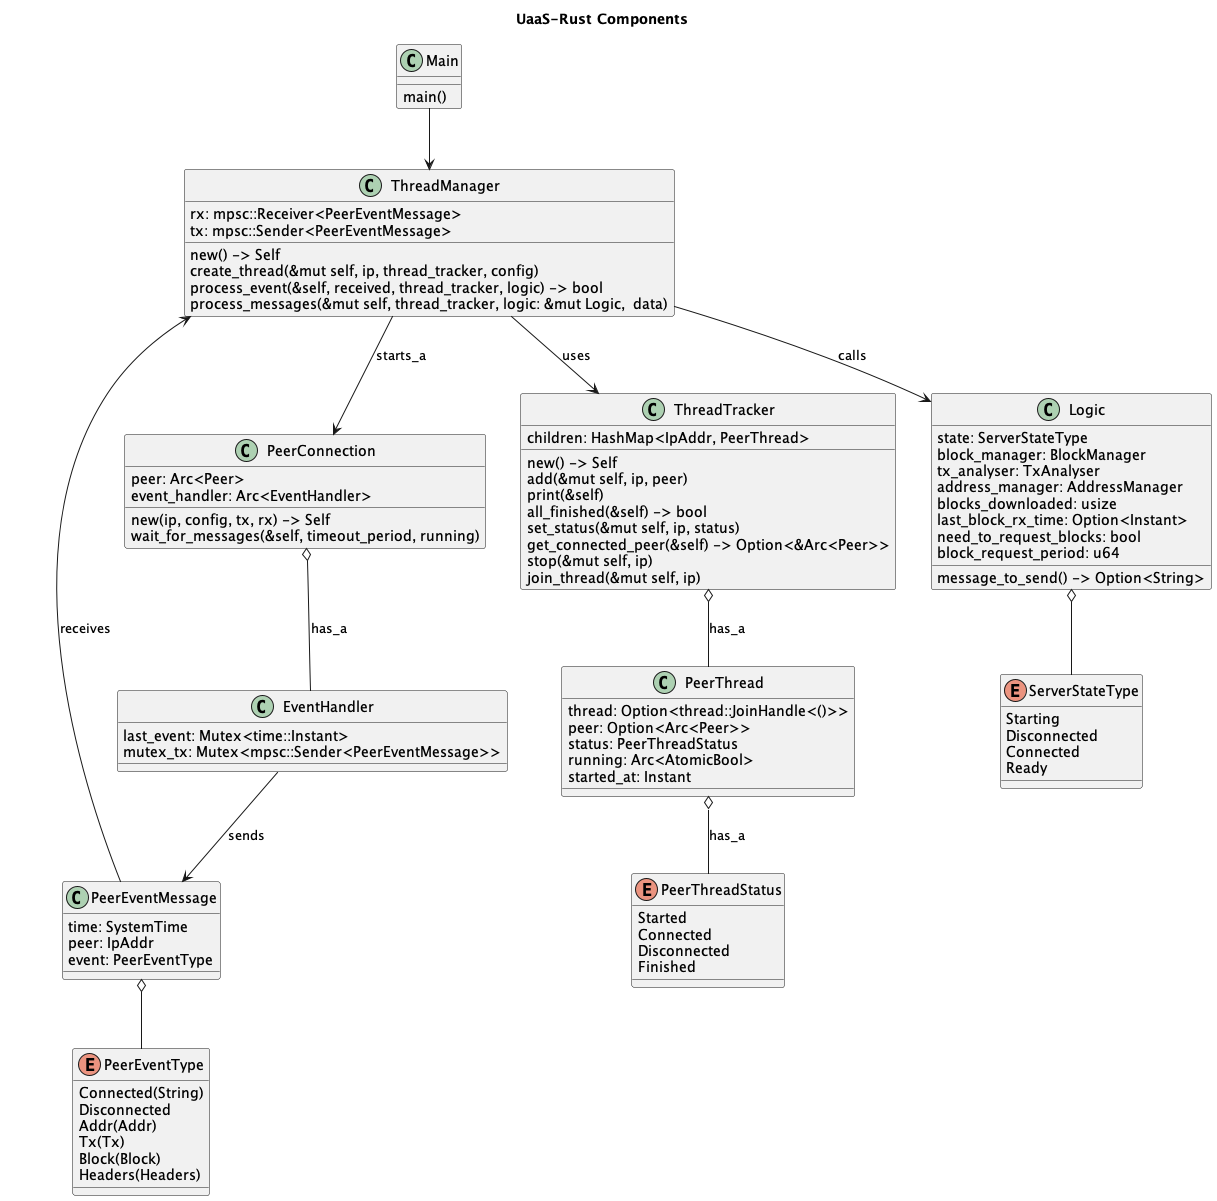 UaaS-Rust Components
C Main
main()
C ThreadManager
rx: mpsc::Receiver<PeerEventMessage>
tx: mpsc::Sender<PeerEventMessage>
new() -> Self
create_thread(&mut self, ip, thread_tracker, config)
process_event(&self, received, thread_tracker, logic) -> bool
process_messages(&mut self, thread_tracker, logic: &mut Logic,  data)
starts_a
uses
calls
C PeerConnection
peer: Arc<Peer>
event_handler: Arc<EventHandler>
new(ip, config, tx, rx) -> Self
wait_for_messages(&self, timeout_period, running)
C ThreadTracker
children: HashMap<IpAddr, PeerThread>
new() -> Self
add(&mut self, ip, peer)
print(&self)
all_finished(&self) -> bool
set_status(&mut self, ip, status)
get_connected_peer(&self) -> Option<&Arc<Peer>>
stop(&mut self, ip)
join_thread(&mut self, ip)
C Logic
state: ServerStateType
block_manager: BlockManager
tx_analyser: TxAnalyser
address_manager: AddressManager
blocks_downloaded: usize
last_block_rx_time: Option<Instant>
need_to_request_blocks: bool
block_request_period: u64
message_to_send() -> Option<String>
receives
has_a
has_a
C EventHandler
last_event: Mutex<time::Instant>
mutex_tx: Mutex<mpsc::Sender<PeerEventMessage>>
C PeerThread
thread: Option<thread::JoinHandle<()>>
peer: Option<Arc<Peer>>
status: PeerThreadStatus
running: Arc<AtomicBool>
started_at: Instant
E ServerStateType
Starting
Disconnected
Connected
Ready
sends
has_a
C PeerEventMessage
time: SystemTime
peer: IpAddr
event: PeerEventType
E PeerThreadStatus
Started
Connected
Disconnected
Finished
E PeerEventType
Connected(String)
Disconnected
Addr(Addr)
Tx(Tx)
Block(Block)
Headers(Headers)